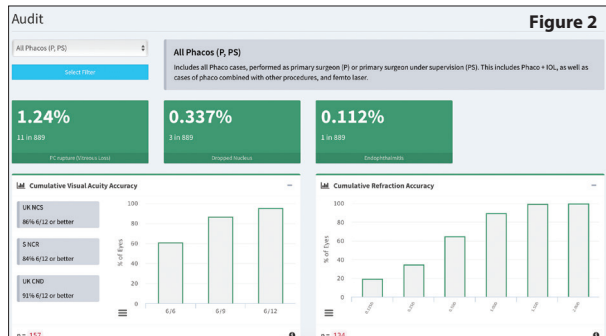 Audit
Figure 2
All Phacos (P, PS)
Select Filter
All Phacos (P, PS)
Includes all Phaco cases, performed as primary surgeon (P) or primary surgeon under supervision (PS). This includes Phaco + IOL, as well as
cases of phaco combined with other procedures, and femto laser.
1.24%
11 in 889
PC rupture (Vitreous Loss)
0.337%
3 in 889
Dropped Nucleus
0.112%
1 in 889
Endophthalmitis
Cumulative Visual Acuity Accuracy
UK NCS
86% 6/12 or better
S NCR
84% 6/12 or better
UK CND
91% 6/12 or better
% of Eyes
100
80
60
40
20
0
6/6
6/9
6/12
n = 157
Cumulative Refraction Accuracy
% of Eyes
100
80
60
40
20
0
n = 134